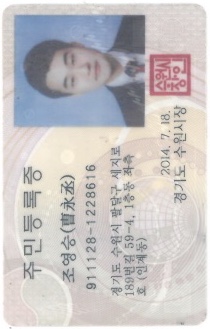 주민등록증
조영승(曺永丞)
911128-1228616
경기도 수원시 팔달구 세지로
189번길 59-4, 1층동 좌측
호 (인계동)
2014. 7. 18.
경기도 수원시장